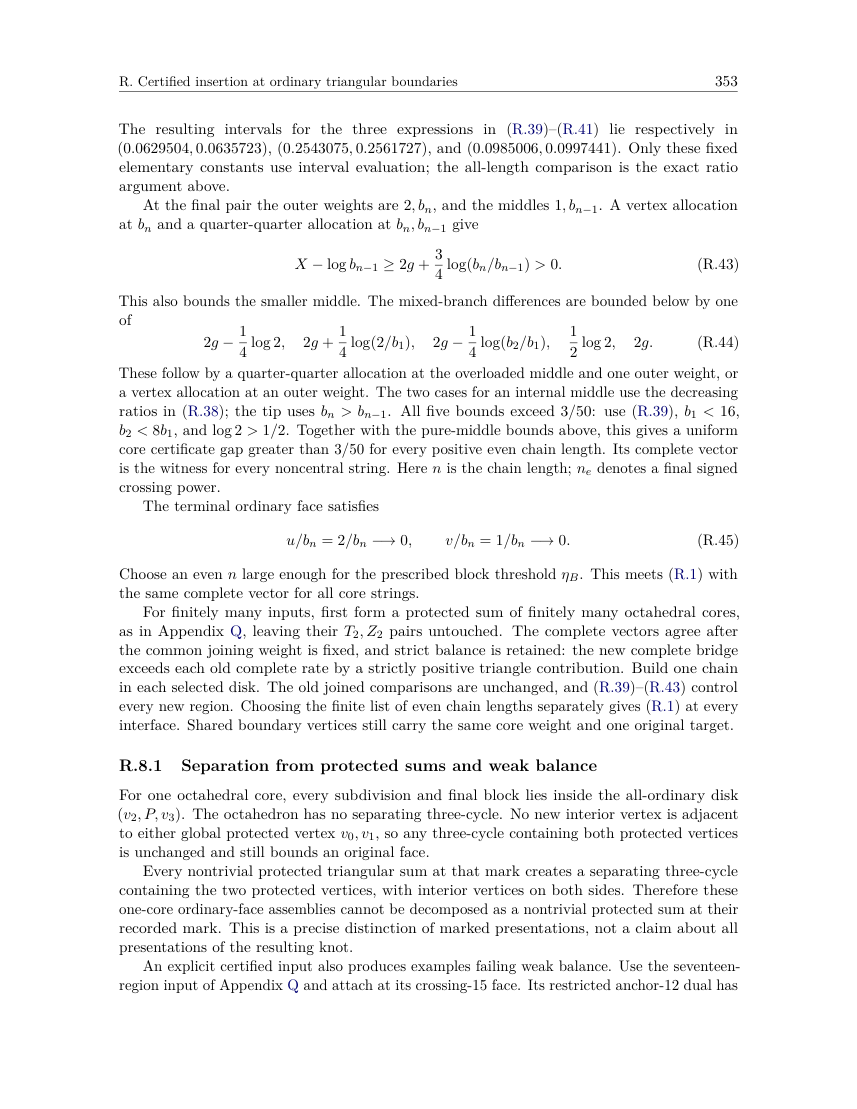 R. Certified insertion at ordinary triangular boundaries 353
The resulting intervals for the three expressions in (R.39)–(R.41) lie respectively in
(0.0629504, 0.0635723), (0.2543075, 0.2561727), and (0.0985006, 0.0997441). Only these fixed
elementary constants use interval evaluation; the all-length comparison is the exact ratio
argument above.
At the final pair the outer weights are 2, b_n, and the middles 1, b_{n−1}. A vertex allocation
at b_n and a quarter-quarter allocation at b_n, b_{n−1} give
X − log b_{n−1} ≥ 2g + \frac{3}{4} log(b_n/b_{n−1}) > 0. (R.43)
This also bounds the smaller middle. The mixed-branch differences are bounded below by one
of
2g − \frac{1}{4} log 2, 2g + \frac{1}{4} log(2/b_1), 2g − \frac{1}{4} log(b_2/b_1), \frac{1}{2} log 2, 2g. (R.44)
These follow by a quarter-quarter allocation at the overloaded middle and one outer weight, or
a vertex allocation at an outer weight. The two cases for an internal middle use the decreasing
ratios in (R.38); the tip uses b_n > b_{n−1}. All five bounds exceed 3/50: use (R.39), b_1 < 16,
b_2 < 8b_1, and log 2 > 1/2. Together with the pure-middle bounds above, this gives a uniform
core certificate gap greater than 3/50 for every positive even chain length. Its complete vector
is the witness for every noncentral string. Here n is the chain length; n_e denotes a final signed
crossing power.
The terminal ordinary face satisfies
u/b_n = 2/b_n ⟶ 0, v/b_n = 1/b_n ⟶ 0. (R.45)
Choose an even n large enough for the prescribed block threshold η_B. This meets (R.1) with
the same complete vector for all core strings.
For finitely many inputs, first form a protected sum of finitely many octahedral cores,
as in Appendix Q, leaving their T_2, Z_2 pairs untouched. The complete vectors agree after
the common joining weight is fixed, and strict balance is retained: the new complete bridge
exceeds each old complete rate by a strictly positive triangle contribution. Build one chain
in each selected disk. The old joined comparisons are unchanged, and (R.39)–(R.43) control
every new region. Choosing the finite list of even chain lengths separately gives (R.1) at every
interface. Shared boundary vertices still carry the same core weight and one original target.
R.8.1 Separation from protected sums and weak balance
For one octahedral core, every subdivision and final block lies inside the all-ordinary disk
(v_2, P, v_3). The octahedron has no separating three-cycle. No new interior vertex is adjacent
to either global protected vertex v_0, v_1, so any three-cycle containing both protected vertices
is unchanged and still bounds an original face.
Every nontrivial protected triangular sum at that mark creates a separating three-cycle
containing the two protected vertices, with interior vertices on both sides. Therefore these
one-core ordinary-face assemblies cannot be decomposed as a nontrivial protected sum at their
recorded mark. This is a precise distinction of marked presentations, not a claim about all
presentations of the resulting knot.
An explicit certified input also produces examples failing weak balance. Use the seventeen-
region input of Appendix Q and attach at its crossing-15 face. Its restricted anchor-12 dual has